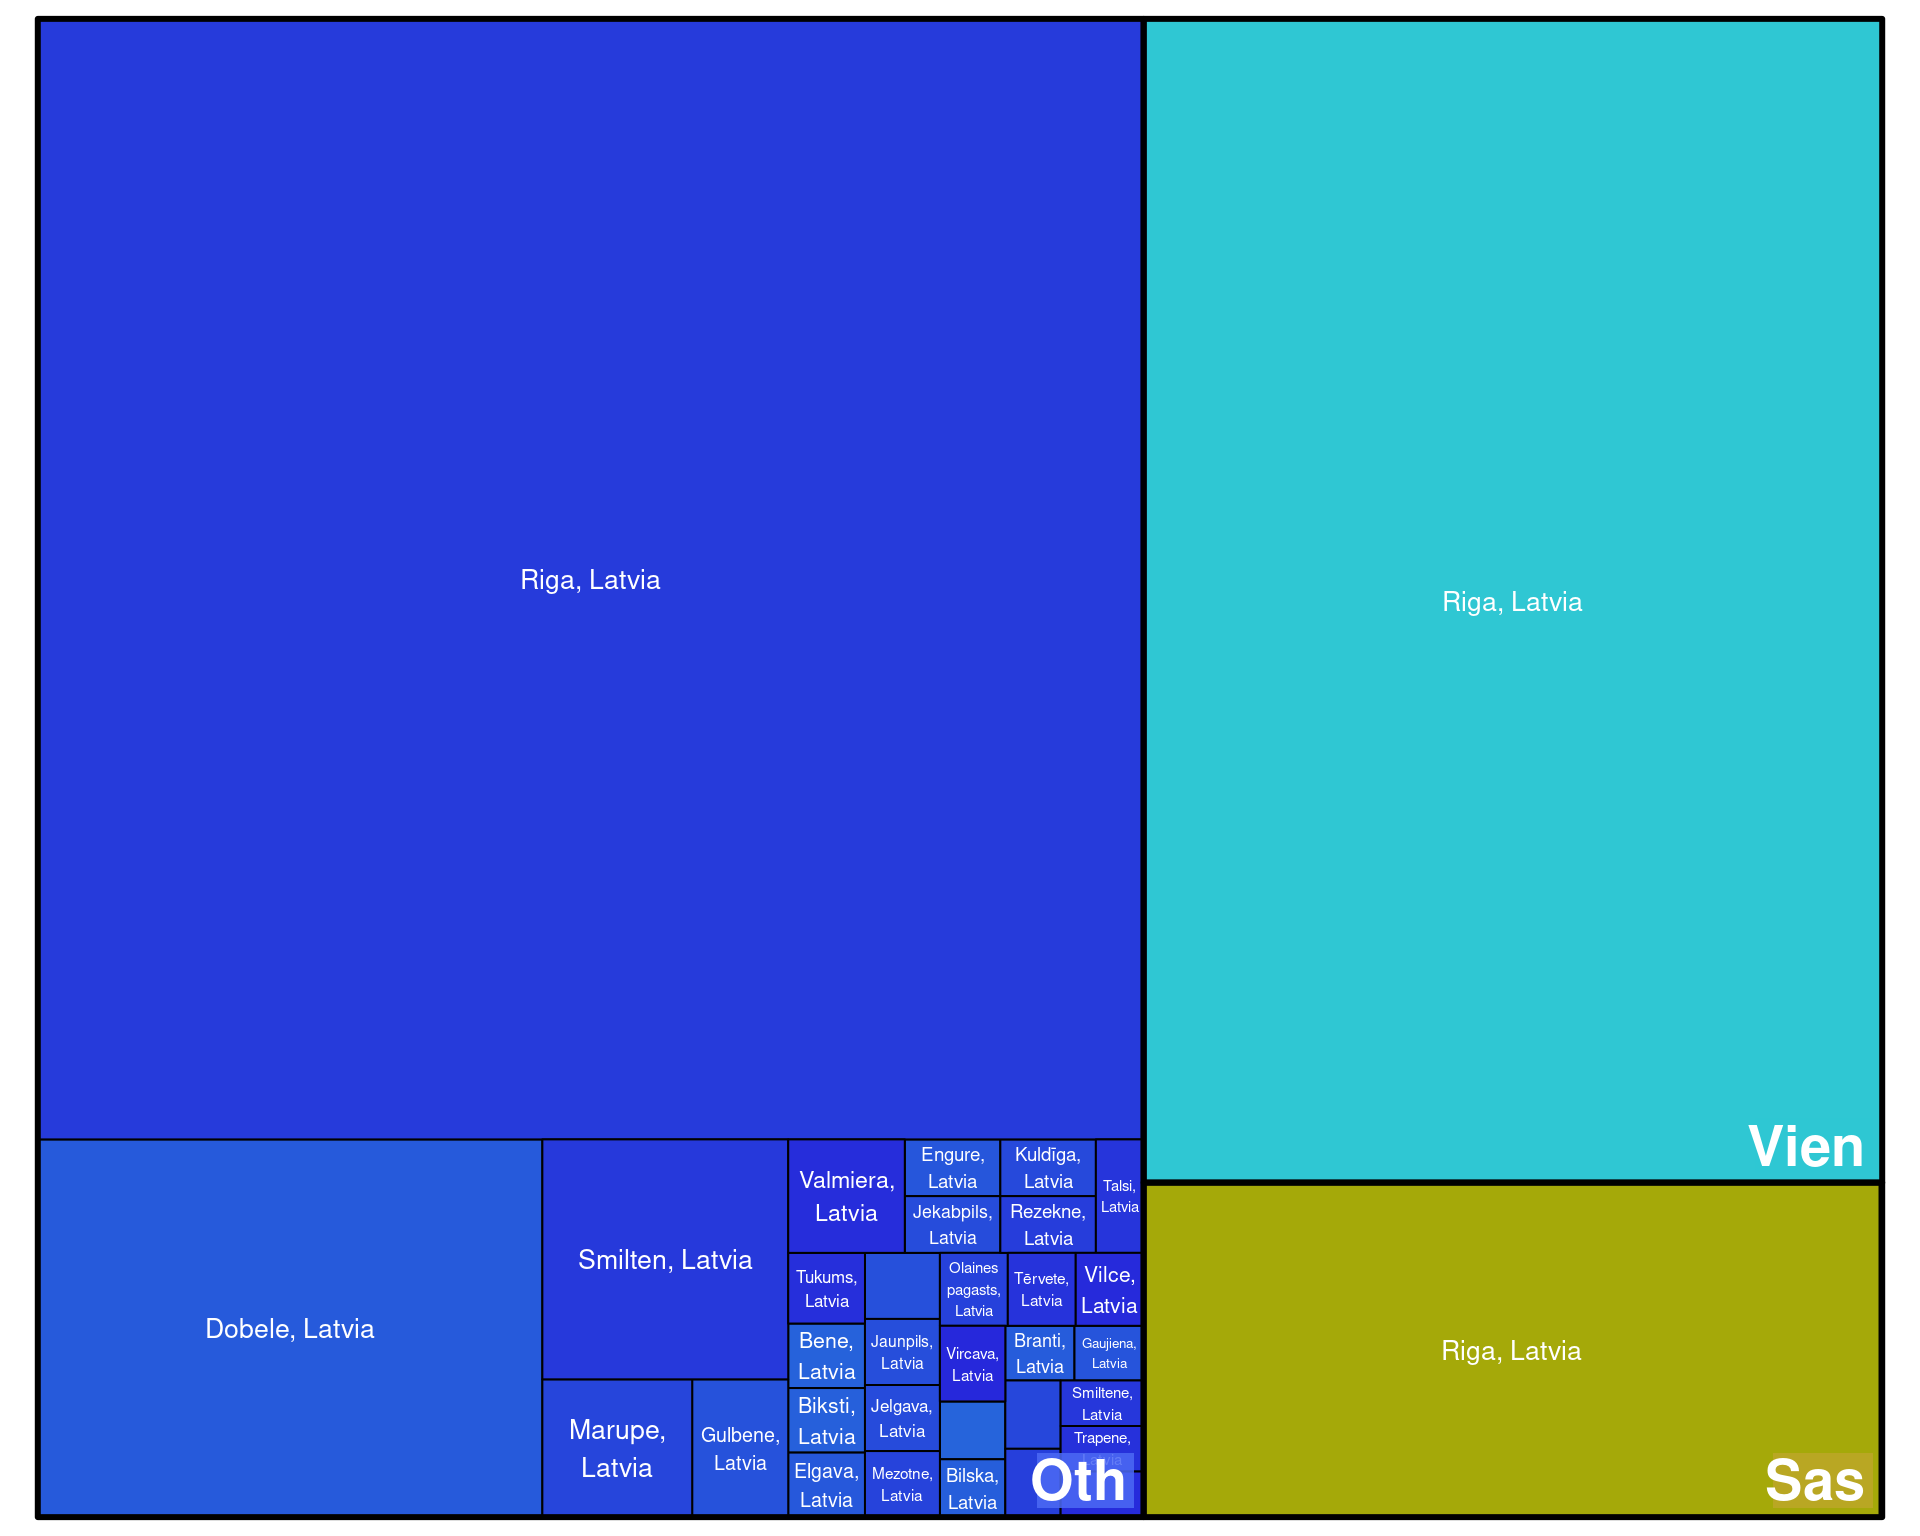 Riga, Latvia
Riga, Latvia
Vien
Dobele, Latvia
Smilten, Latvia
Marupe,
Latvia
Gulbene,
Latvia
Valmiera,
Latvia
Engure,
Latvia
Kuldīga,
Latvia
Jekabpils,
Latvia
Rezekne,
Latvia
Talsi,
Latvia
Tukums,
Latvia
Bene,
Latvia
Biksti,
Latvia
Elgava,
Latvia
Jaunpils,
Latvia
Jelgava,
Latvia
Mezotne,
Latvia
Olaines
pagasts,
Latvia
Tērvete,
Latvia
Vilce,
Latvia
Vircava,
Latvia
Branti,
Latvia
Gaujiena,
Latvia
Smiltene,
Latvia
Trapene,
Latvia
Bilska,
Latvia
Oth
Riga, Latvia
Sas